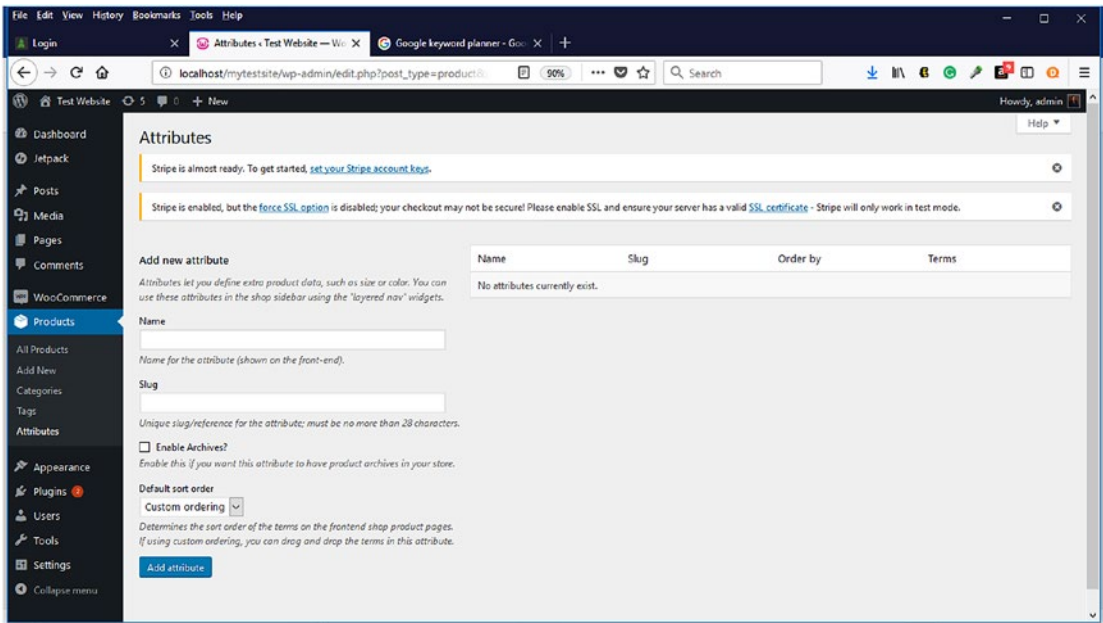 File Edit View History Bookmarks Tools Help
Login
Attributes ‹ Test Website — Wo
Google keyword planner - Goo
localhost/mytestsite/wp-admin/edit.php?post_type=product&
90%
Search
Test Website 5 0 + New
Howdy, admin
Help
Dashboard
Jetpack
Posts
Media
Pages
Comments
WooCommerce
Products
All Products
Add New
Categories
Tags
Attributes
Appearance
Plugins 2
Users
Tools
Settings
Collapse menu
Attributes
Stripe is almost ready. To get started, set your Stripe account keys.
Stripe is enabled, but the force SSL option is disabled; your checkout may not be secure! Please enable SSL and ensure your server has a valid SSL certificate - Stripe will only work in test mode.
Add new attribute
Attributes let you define extra product data, such as size or color. You can
use these attributes in the shop sidebar using the "layered nav" widgets.
Name
Name for the attribute (shown on the front-end).
Slug
Unique slug/reference for the attribute; must be no more than 28 characters.
Enable Archives?
Enable this if you want this attribute to have product archives in your store.
Default sort order
Custom ordering
Determines the sort order of the terms on the frontend shop product pages.
If using custom ordering, you can drag and drop the terms in this attribute.
Add attribute
Name Slug Order by Terms
No attributes currently exist.